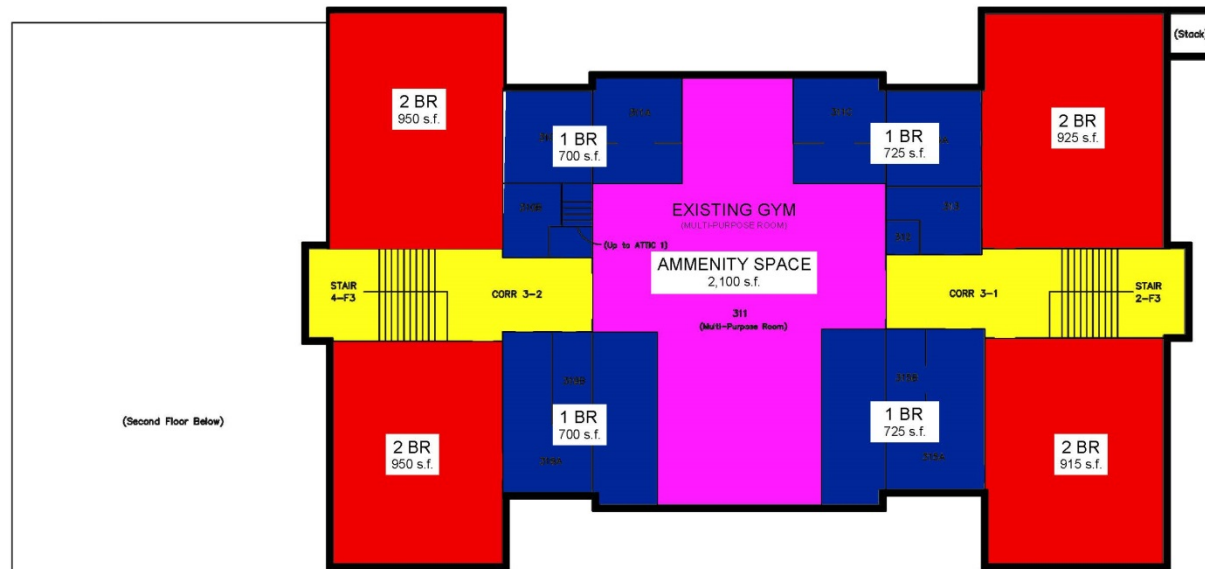 (Stack)
2 BR
950 s.f.
2 BR
925 s.f.
1 BR
700 s.f.
1 BR
725 s.f.
EXISTING GYM
(MULTI-PURPOSE ROOM)
313
312
(Up to ATTIC 1)
AMMENITY SPACE
2,100 s.f.
STAIR
4-F3
CORR 3-2
CORR 3-1
STAIR
2-F3
311
(Multi-Purpose Room)
1 BR
700 s.f.
1 BR
725 s.f.
(Second Floor Below)
2 BR
950 s.f.
2 BR
915 s.f.